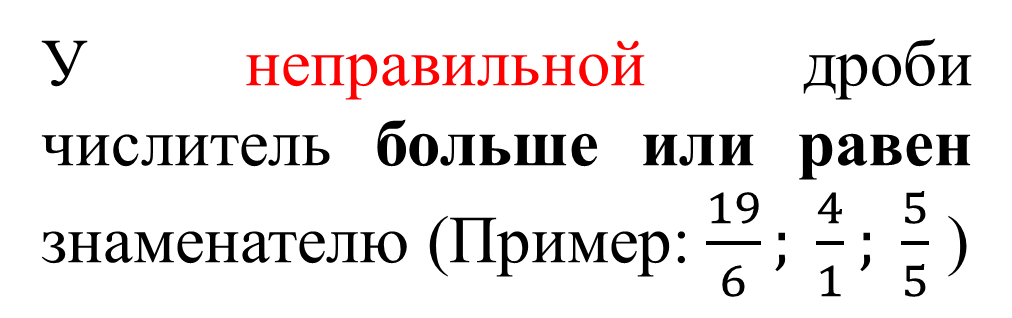 У неправильной дроби
числитель больше или равен
знаменателю (Пример: 19/6 ; 4/1 ; 5/5 )